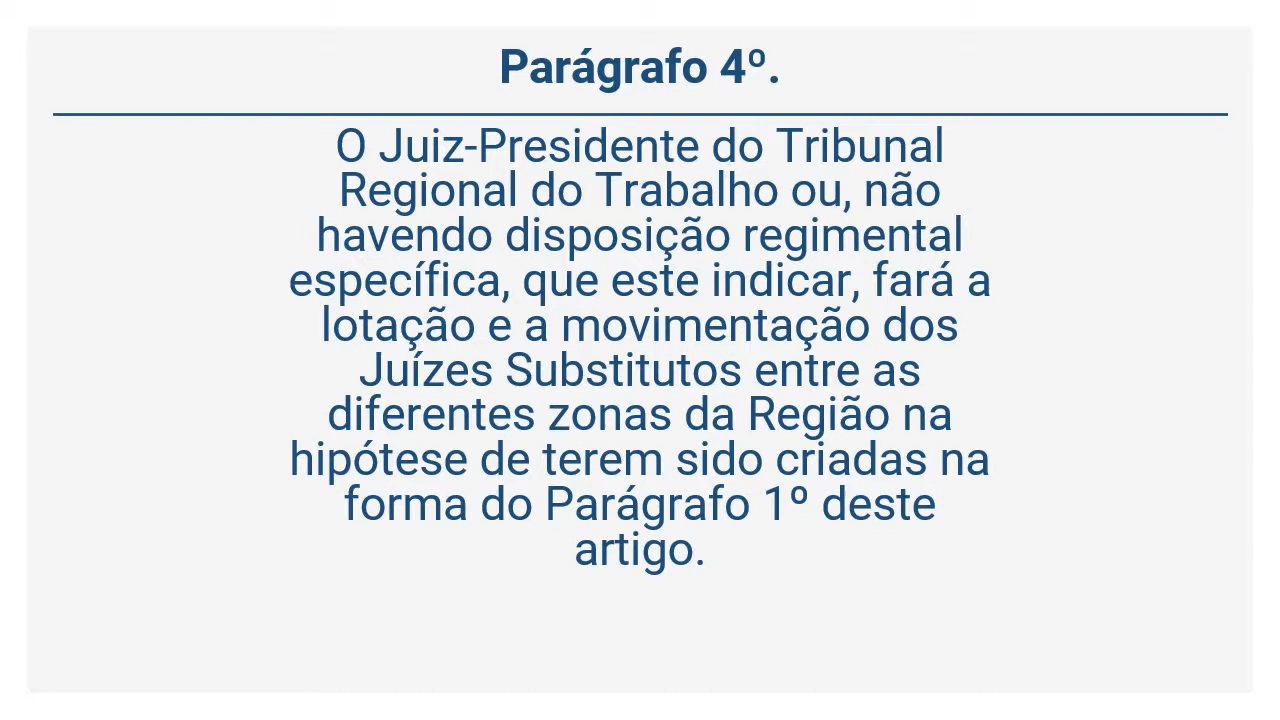 Parágrafo 4º.
O Juiz-Presidente do Tribunal
Regional do Trabalho ou, não
havendo disposição regimental
específica, que este indicar, fará a
lotação e a movimentação dos
Juízes Substitutos entre as
diferentes zonas da Região na
hipótese de terem sido criadas na
forma do Parágrafo 1º deste
artigo.